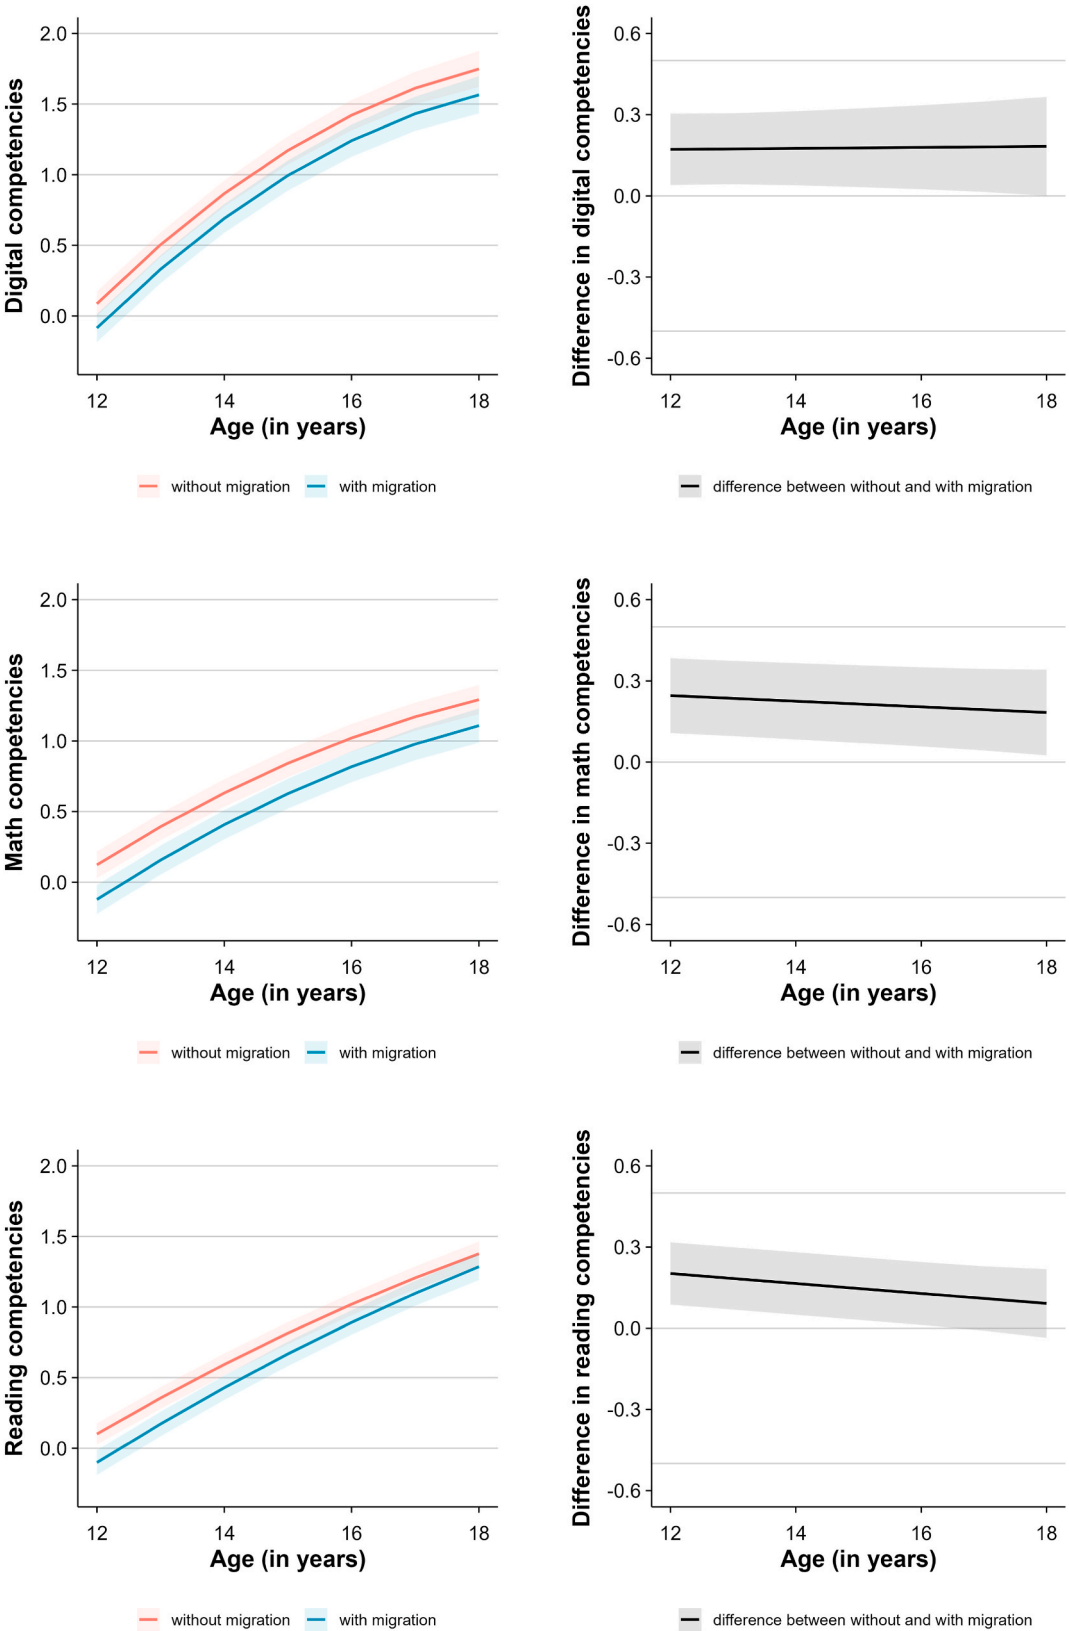 Digital competencies
2.0
1.5
1.0
0.5
0.0
12 14 16 18
Age (in years)
without migration with migration
Difference in digital competencies
0.6
0.3
0.0
-0.3
-0.6
12 14 16 18
Age (in years)
difference between without and with migration
Math competencies
2.0
1.5
1.0
0.5
0.0
12 14 16 18
Age (in years)
without migration with migration
Difference in math competencies
0.6
0.3
0.0
-0.3
-0.6
12 14 16 18
Age (in years)
difference between without and with migration
Reading competencies
2.0
1.5
1.0
0.5
0.0
12 14 16 18
Age (in years)
without migration with migration
Difference in reading competencies
0.6
0.3
0.0
-0.3
-0.6
12 14 16 18
Age (in years)
difference between without and with migration